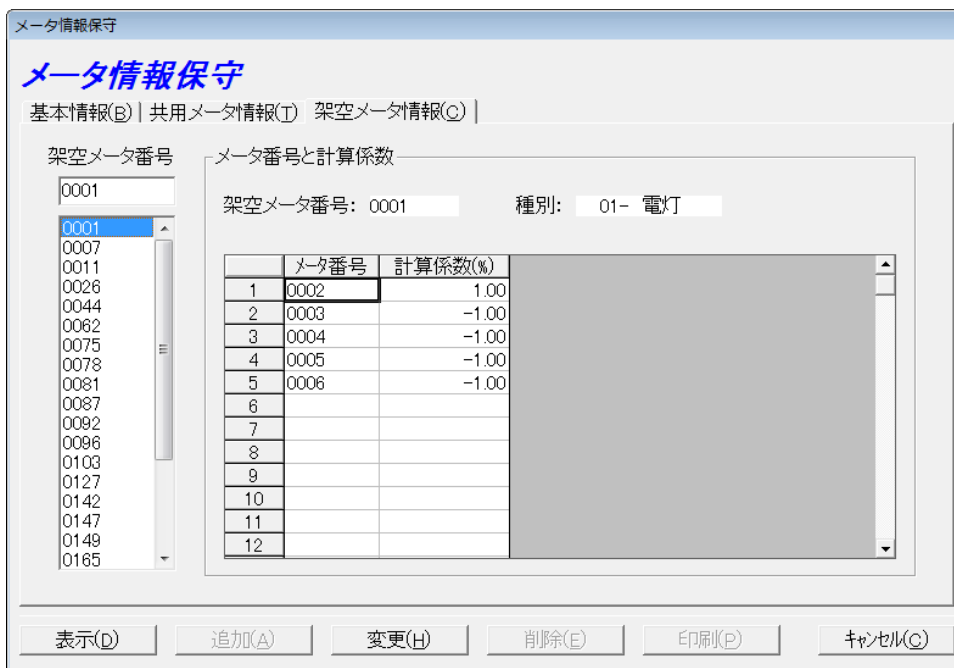 メータ情報保守
メータ情報保守
基本情報(B) 共用メータ情報(T) 架空メータ情報(C)
架空メータ番号
0001
0001
0007
0011
0026
0044
0062
0075
0078
0081
0087
0092
0096
0103
0127
0142
0147
0149
0165
メータ番号と計算係数
架空メータ番号: 0001 種別: 01- 電灯
メータ番号 計算係数(%)
1 0002 1.00
2 0003 -1.00
3 0004 -1.00
4 0005 -1.00
5 0006 -1.00
6
7
8
9
10
11
12
表示(D) 追加(A) 変更(H) 削除(E) 印刷(P) キャンセル(C)